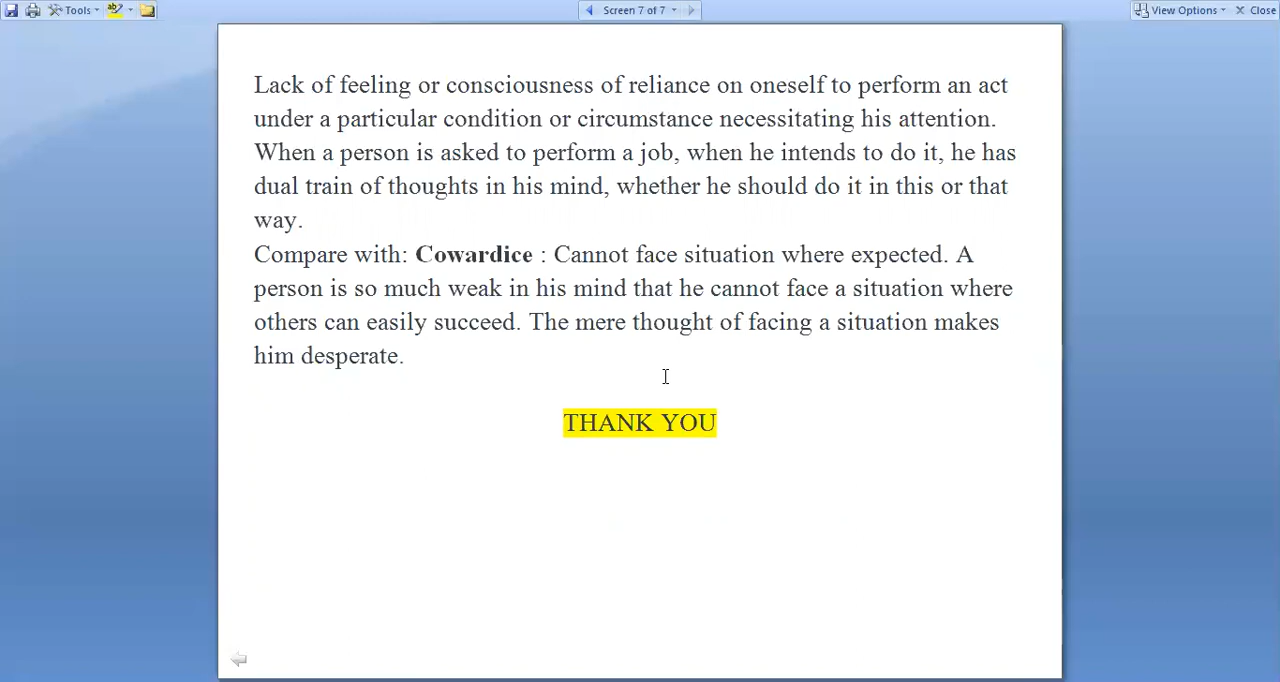 Tools
Screen 7 of 7
View Options
Close
Lack of feeling or consciousness of reliance on oneself to perform an act
under a particular condition or circumstance necessitating his attention.
When a person is asked to perform a job, when he intends to do it, he has
dual train of thoughts in his mind, whether he should do it in this or that
way.
Compare with: Cowardice : Cannot face situation where expected. A
person is so much weak in his mind that he cannot face a situation where
others can easily succeed. The mere thought of facing a situation makes
him desperate.
THANK YOU